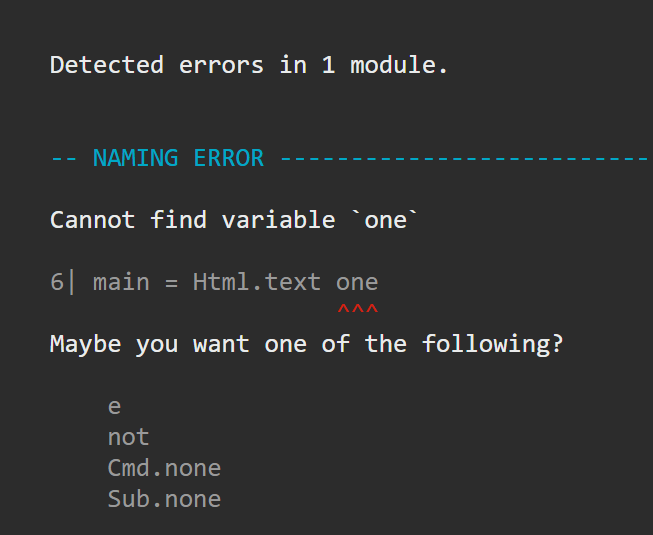 Detected errors in 1 module.
-- NAMING ERROR --------------------------
Cannot find variable `one`
6| main = Html.text one
^^^
Maybe you want one of the following?
e
not
Cmd.none
Sub.none